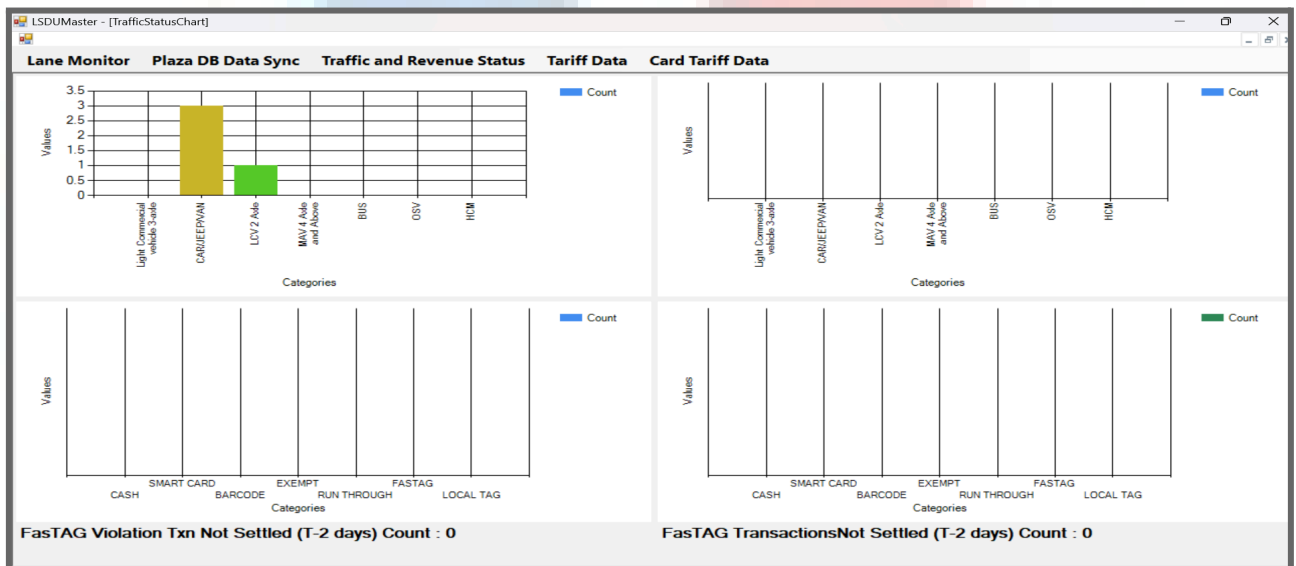 LSDUMaster - [TrafficStatusChart]
Lane Monitor Plaza DB Data Sync Traffic and Revenue Status Tariff Data Card Tariff Data
3.5
3
2.5
2
1.5
1
0.5
0
Values
Light Commercial vehicle 3-axle
CAR/JEEP/VAN
LCV 2 Axle
MAV 4 Axle and Above
BUS
OSV
HCM
Categories
Count
Values
Light Commercial vehicle 3-axle
CAR/JEEP/VAN
LCV 2 Axle
MAV 4 Axle and Above
BUS
OSV
HCM
Categories
Count
Values
SMART CARD EXEMPT FASTAG
CASH BARCODE RUN THROUGH LOCAL TAG
Categories
Count
Values
SMART CARD EXEMPT FASTAG
CASH BARCODE RUN THROUGH LOCAL TAG
Categories
Count
FasTAG Violation Txn Not Settled (T-2 days) Count : 0
FasTAG TransactionsNot Settled (T-2 days) Count : 0